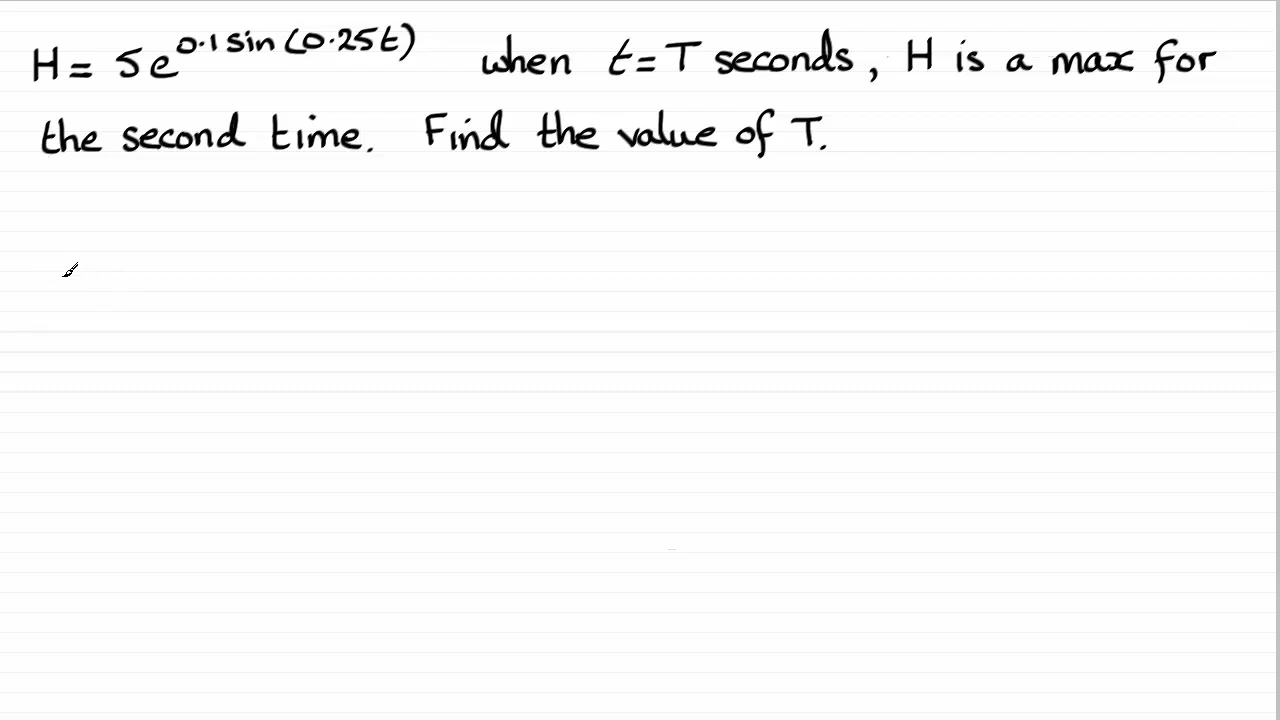 H = 5e^{0.1 sin(0.25t)} when t = T seconds, H is a max for
the second time. Find the value of T.